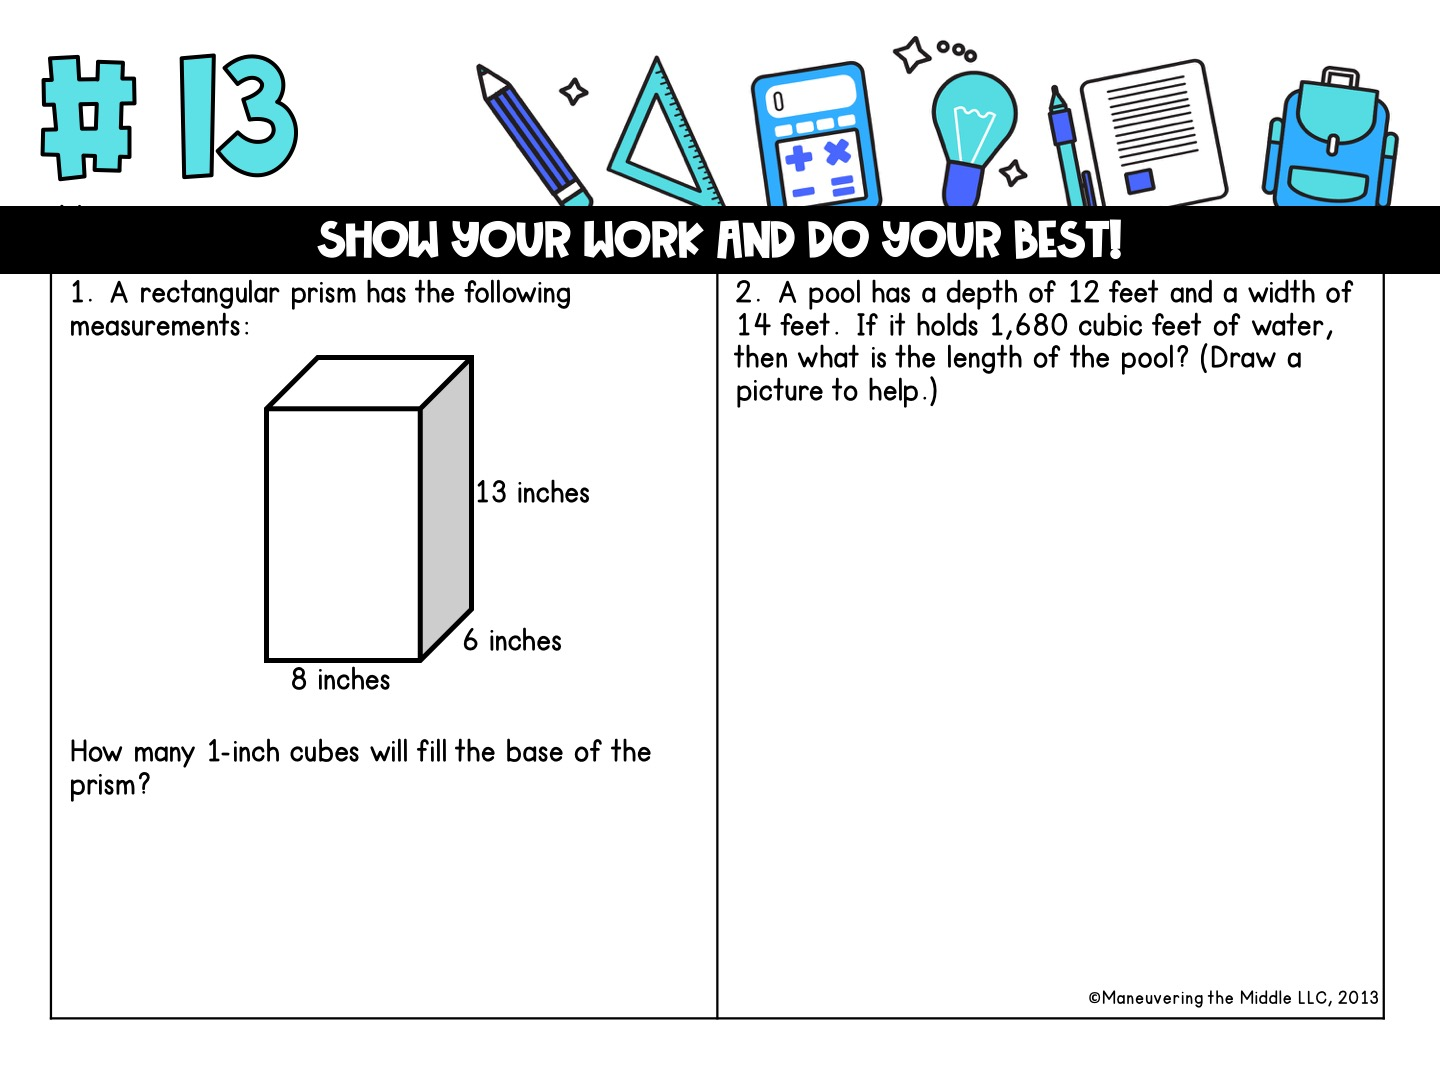 # 13
0
SHOW YOUR WORK AND DO YOUR BEST!
1. A rectangular prism has the following
measurements:
13 inches
6 inches
8 inches
How many 1-inch cubes will fill the base of the
prism?
2. A pool has a depth of 12 feet and a width of
14 feet. If it holds 1,680 cubic feet of water,
then what is the length of the pool? (Draw a
picture to help.)
©Maneuvering the Middle LLC, 2013